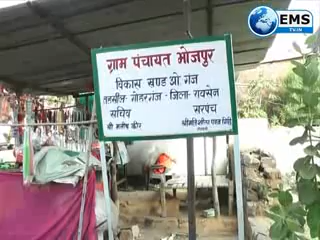 EMS
TV.IN
ग्राम पंचायत भोजपुर
विकास खण्ड ओ गंज
तहसील-गोहरगंज-जिला-रायसेन
सचिव सरपंच
श्री